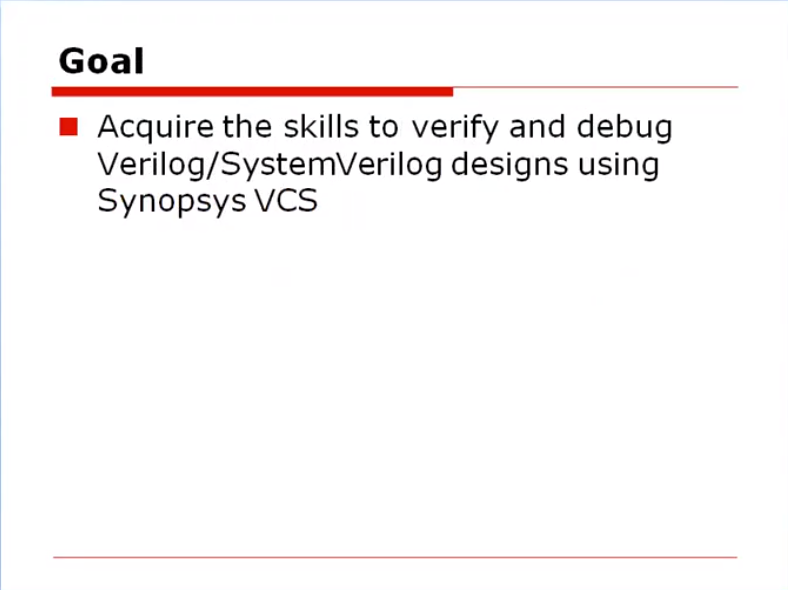 Goal
Acquire the skills to verify and debug
Verilog/SystemVerilog designs using
Synopsys VCS